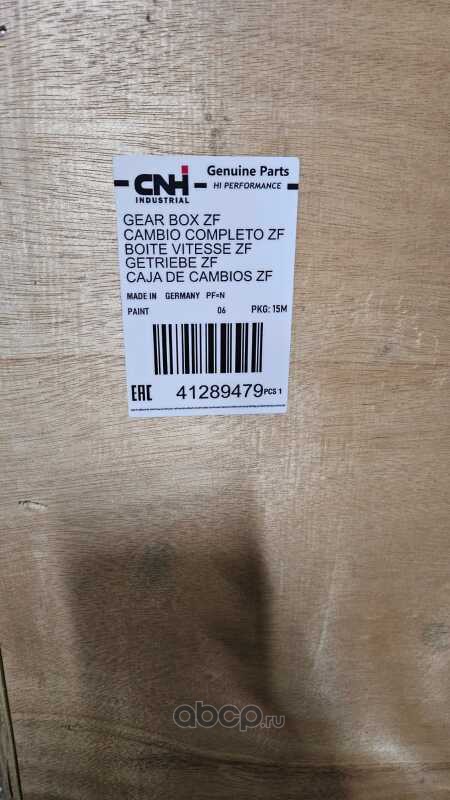 CNH
INDUSTRIAL
Genuine Parts
HI PERFORMANCE
GEAR BOX ZF
CAMBIO COMPLETO ZF
BOITE VITESSE ZF
GETRIEBE ZF
CAJA DE CAMBIOS ZF
MADE IN GERMANY PF=N
PAINT 06 PKG: 15M
EAC 41289479 PCS 1
abcp.ru